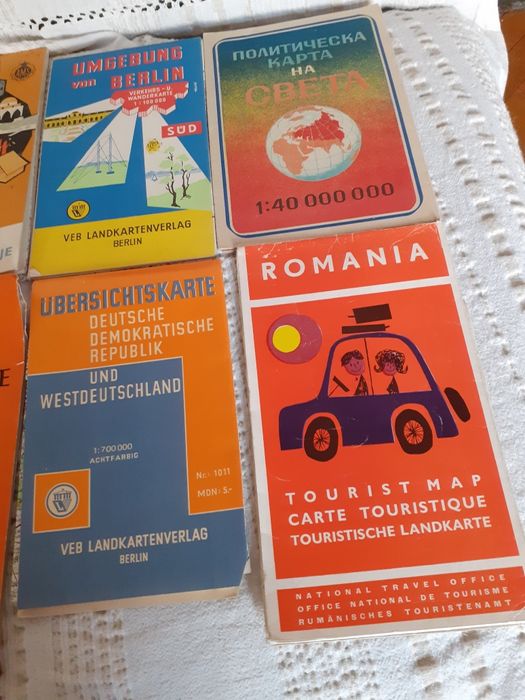 UMGEBUNG
von BERLIN
VERKEHRS- U.
WANDERKARTE
1:100 000
SÜD
VEB LANDKARTENVERLAG
BERLIN
ПОЛИТИЧЕСКА
КАРТА
НА
СВЕТА
1:40 000 000
JE
E
ÜBERSICHTSKARTE
DEUTSCHE
DEMOKRATISCHE
REPUBLIK
UND
WESTDEUTSCHLAND
1:700 000
ACHTFARBIG
Nr.: 1011
MDN: 5.-
VEB LANDKARTENVERLAG
BERLIN
ROMANIA
TOURIST MAP
CARTE TOURISTIQUE
TOURISTISCHE LANDKARTE
NATIONAL TRAVEL OFFICE
OFFICE NATIONAL DE TOURISME
RUMÄNISCHES TOURISTENAMT